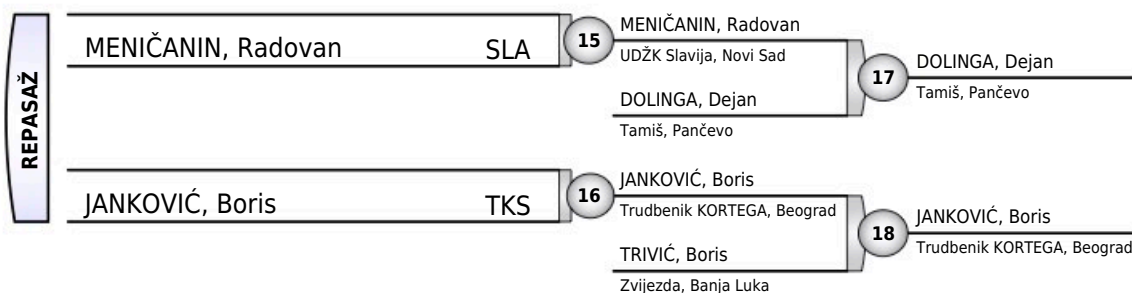 REPASAŽ
MENIČANIN, Radovan SLA
15
MENIČANIN, Radovan
UDŽK Slavija, Novi Sad
DOLINGA, Dejan
Tamiš, Pančevo
17
DOLINGA, Dejan
Tamiš, Pančevo
JANKOVIĆ, Boris TKS
16
JANKOVIĆ, Boris
Trudbenik KORTEGA, Beograd
TRIVIĆ, Boris
Zvijezda, Banja Luka
18
JANKOVIĆ, Boris
Trudbenik KORTEGA, Beograd